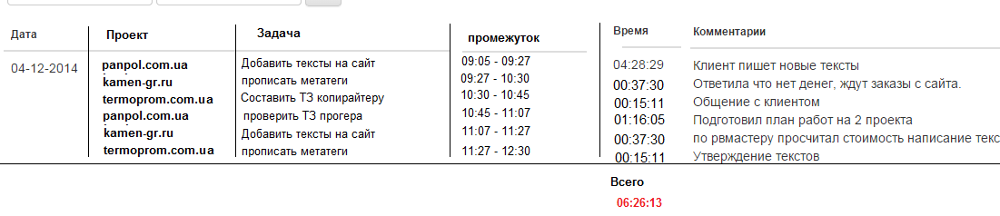 Дата Проект Задача промежуток Время Комментарии
04-12-2014 panpol.com.ua Добавить тексты на сайт 09:05 - 09:27 04:28:29 Клиент пишет новые тексты
kamen-gr.ru прописать метатеги 09:27 - 10:30 00:37:30 Ответила что нет денег, ждут заказы с сайта.
termoprom.com.ua Составить ТЗ копирайтеру 10:30 - 10:45 00:15:11 Общение с клиентом
panpol.com.ua проверить ТЗ прогера 10:45 - 11:07 01:16:05 Подготовил план работ на 2 проекта
kamen-gr.ru Добавить тексты на сайт 11:07 - 11:27 00:37:30 по рвмастеру просчитал стоимость написание текс
termoprom.com.ua прописать метатеги 11:27 - 12:30 00:15:11 Утверждение текстов
Всего
06:26:13